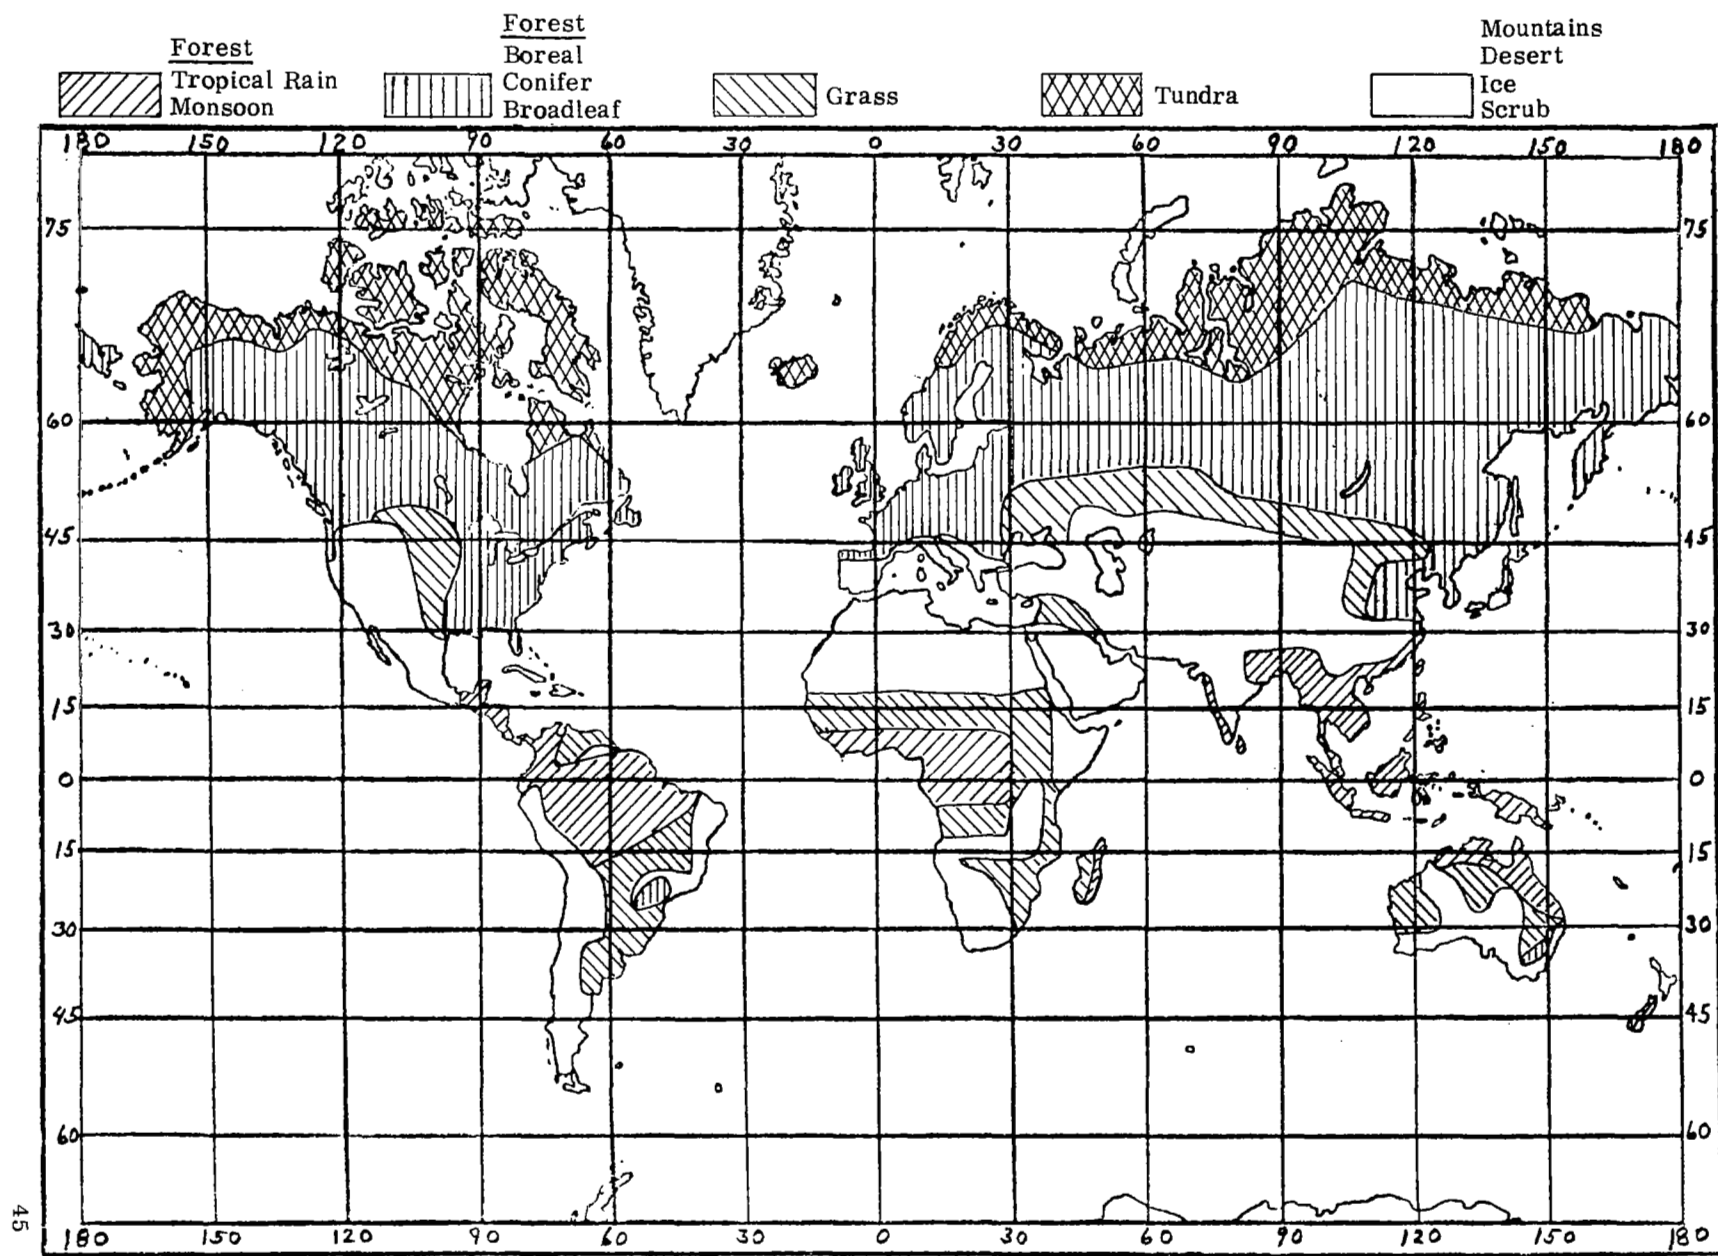 Forest
Tropical Rain
Monsoon
Forest
Boreal
Conifer
Broadleaf
Grass
Tundra
Mountains
Desert
Ice
Scrub
180 150 120 90 60 30 0 30 60 90 120 150 180
75 75
60 60
45 45
30 30
15 15
0 0
15 15
30 30
45 45
60 60
180 150 120 90 60 30 0 30 60 90 120 150 180
45